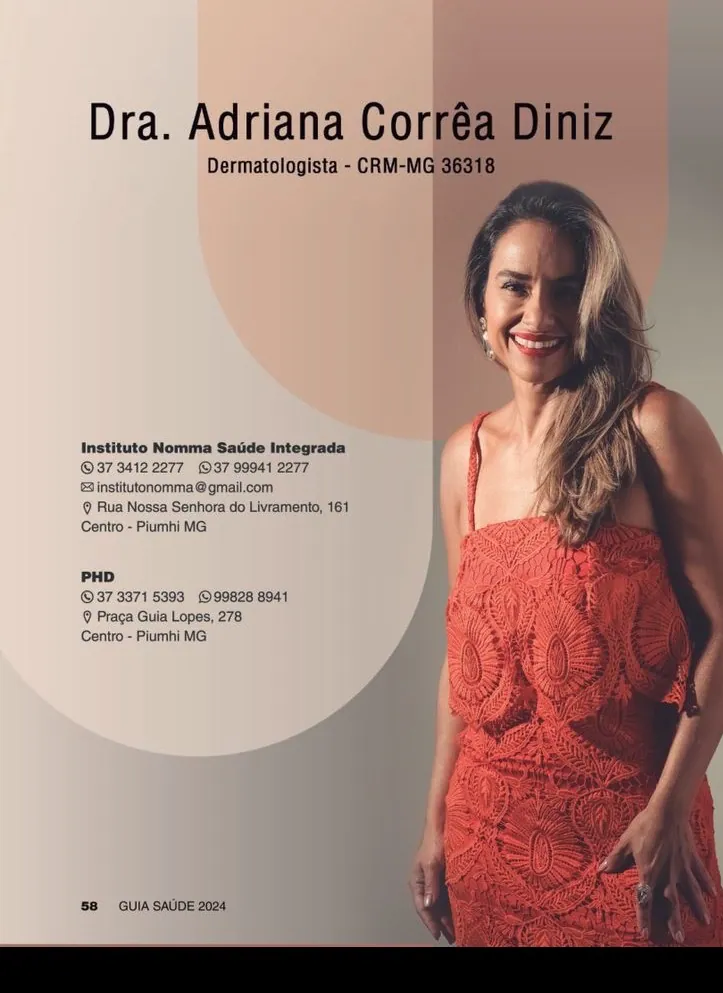 Dra. Adriana Corrêa Diniz
Dermatologista - CRM-MG 36318
Instituto Nomma Saúde Integrada
37 3412 2277 37 99941 2277
institutonomma@gmail.com
Rua Nossa Senhora do Livramento, 161
Centro - Piumhi MG
PHD
37 3371 5393 99828 8941
Praça Guia Lopes, 278
Centro - Piumhi MG
58 GUIA SAÚDE 2024